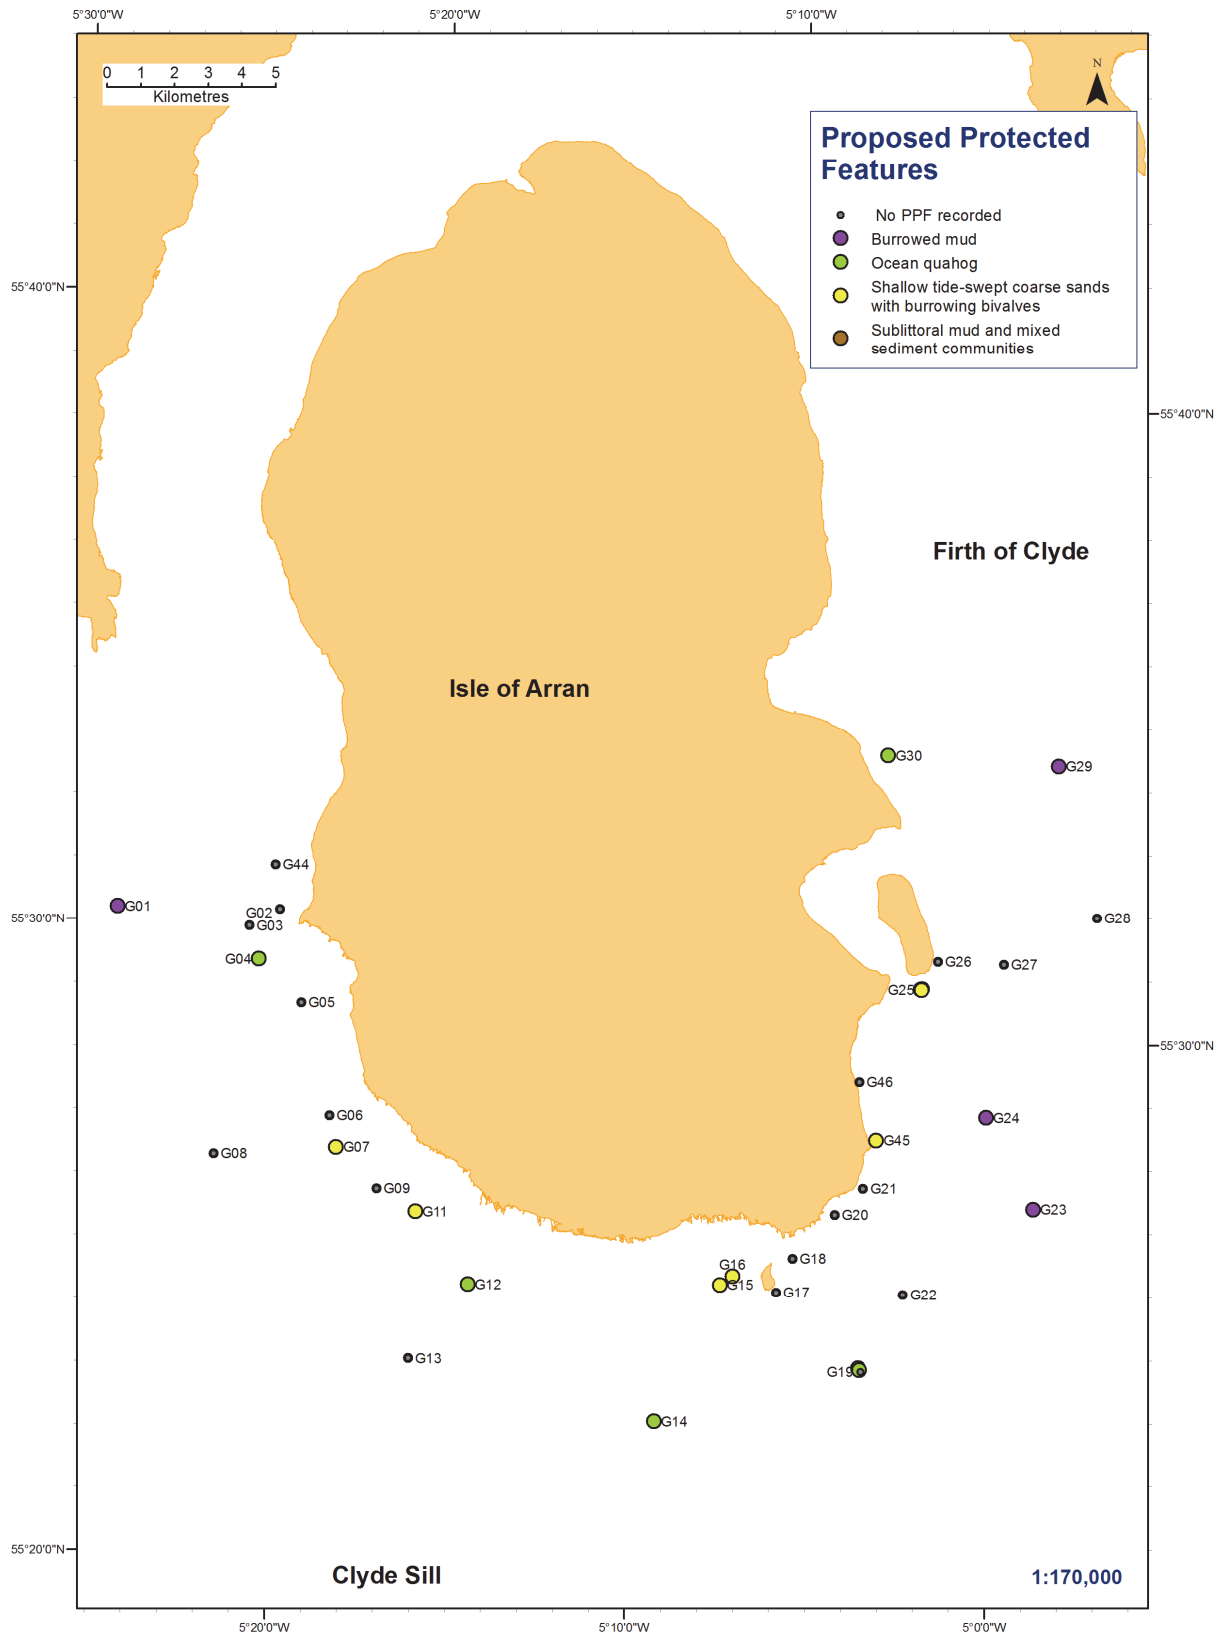 5°30'0"W
5°20'0"W
5°10'0"W
0 1 2 3 4 5
Kilometres
N
Proposed Protected
Features
No PPF recorded
Burrowed mud
Ocean quahog
Shallow tide-swept coarse sands
with burrowing bivalves
Sublittoral mud and mixed
sediment communities
55°40'0"N
55°40'0"N
Firth of Clyde
Isle of Arran
G30
G29
G44
G01
G02
G03
55°30'0"N
G28
G04
G26
G27
G25
G05
55°30'0"N
G46
G06
G24
G45
G07
G08
G09
G21
G11
G20
G23
G18
G16
G12
G15
G17
G22
G13
G19
G14
55°20'0"N
Clyde Sill
1:170,000
5°20'0"W
5°10'0"W
5°0'0"W